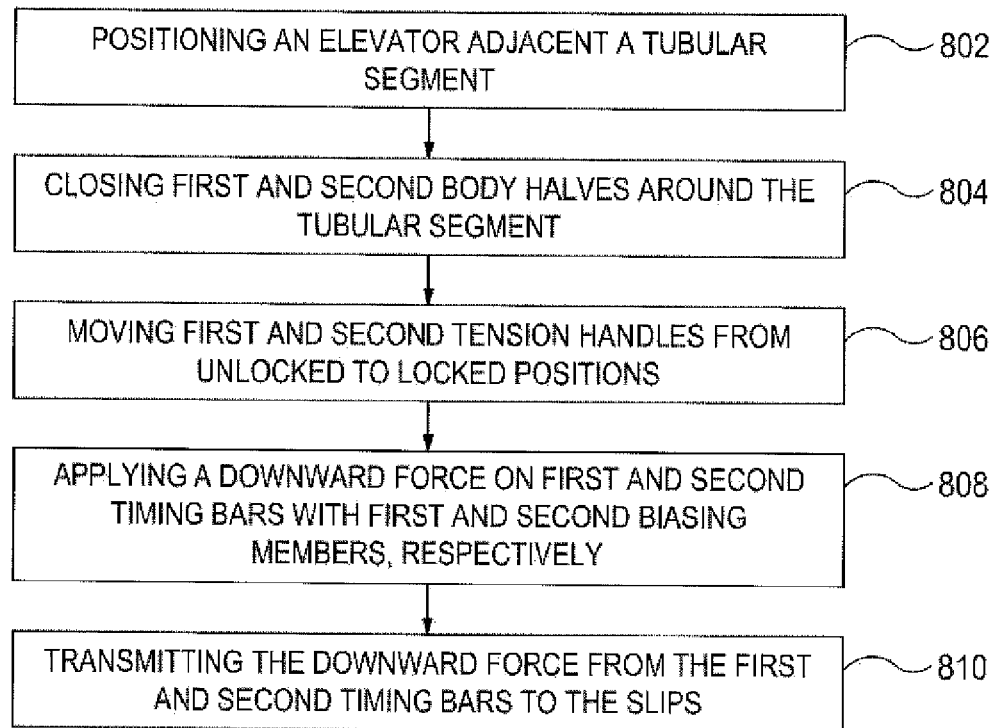 POSITIONING AN ELEVATOR ADJACENT A TUBULAR
SEGMENT
802
CLOSING FIRST AND SECOND BODY HALVES AROUND THE
TUBULAR SEGMENT
804
MOVING FIRST AND SECOND TENSION HANDLES FROM
UNLOCKED TO LOCKED POSITIONS
806
APPLYING A DOWNWARD FORCE ON FIRST AND SECOND
TIMING BARS WITH FIRST AND SECOND BIASING
MEMBERS, RESPECTIVELY
808
TRANSMITTING THE DOWNWARD FORCE FROM THE FIRST
AND SECOND TIMING BARS TO THE SLIPS
810